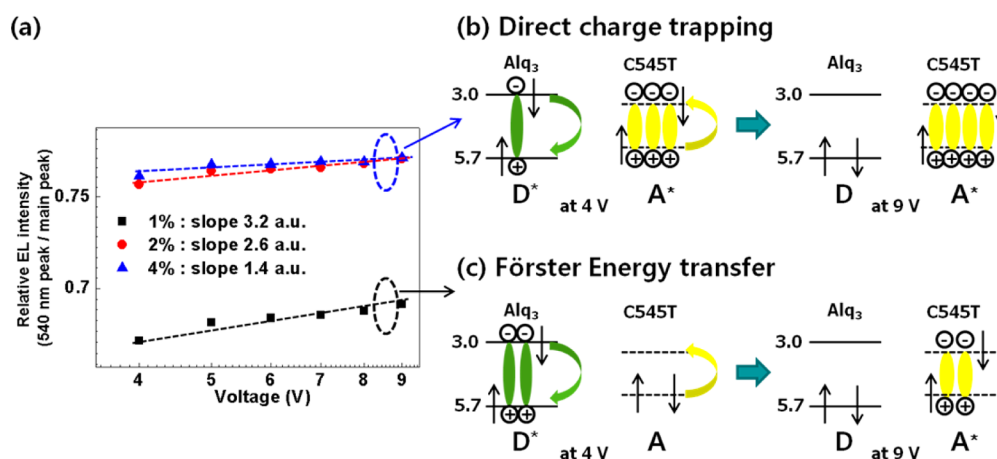 (a)
Relative EL intensity
(540 nm peak / main peak)
0.75
0.7
1% : slope 3.2 a.u.
2% : slope 2.6 a.u.
4% : slope 1.4 a.u.
4 5 6 7 8 9
Voltage (V)
(b) Direct charge trapping
Alq3 C545T Alq3 C545T
3.0 3.0
5.7 5.7
D* at 4 V A* D at 9 V A*
(c) Förster Energy transfer
Alq3 C545T Alq3 C545T
3.0 3.0
5.7 5.7
D* at 4 V A D at 9 V A*